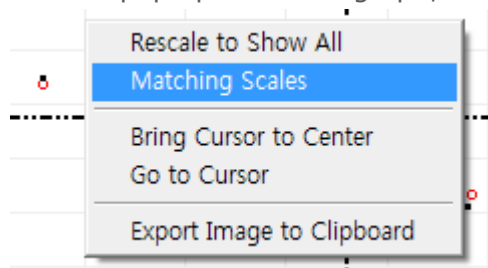 Rescale to Show All
Matching Scales
Bring Cursor to Center
Go to Cursor
Export Image to Clipboard